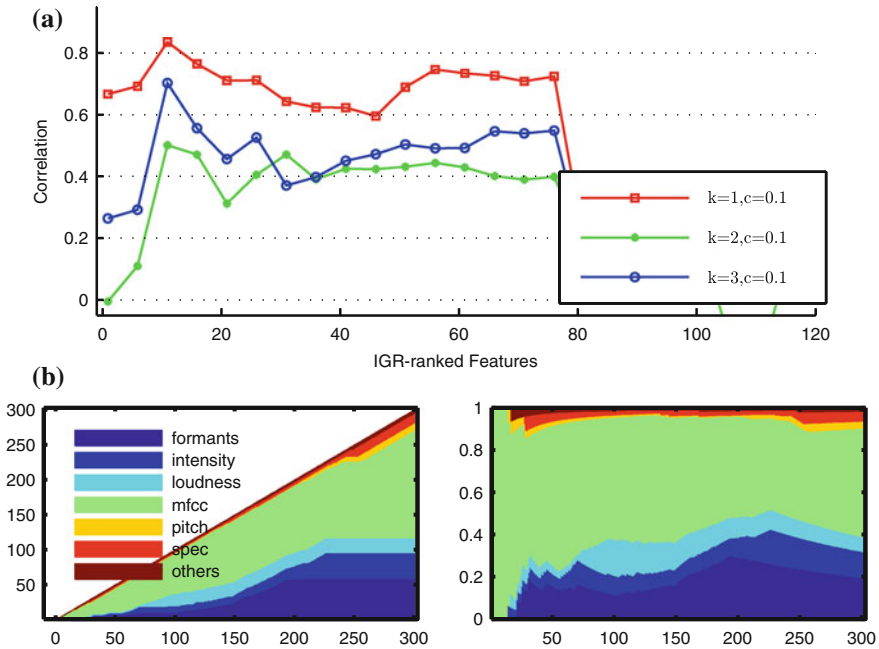 (a)
0.8
0.6
0.4
0.2
0
Correlation
k=1,c=0.1
k=2,c=0.1
k=3,c=0.1
0 20 40 60 80 100 120
IGR-ranked Features
(b)
300
250
200
150
100
50
formants
intensity
loudness
mfcc
pitch
spec
others
0 50 100 150 200 250 300
1
0.8
0.6
0.4
0.2
0
50 100 150 200 250 300